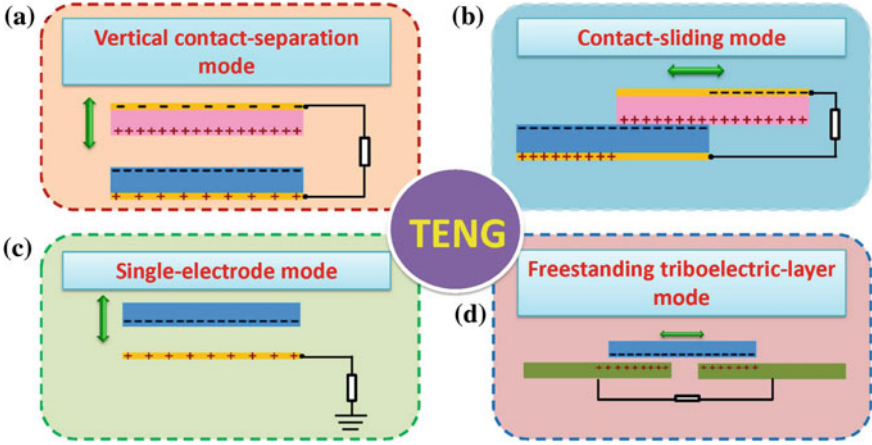 (a)
Vertical contact-separation
mode
(b)
Contact-sliding mode
TENG
(c)
Single-electrode mode
Freestanding triboelectric-layer
mode
(d)